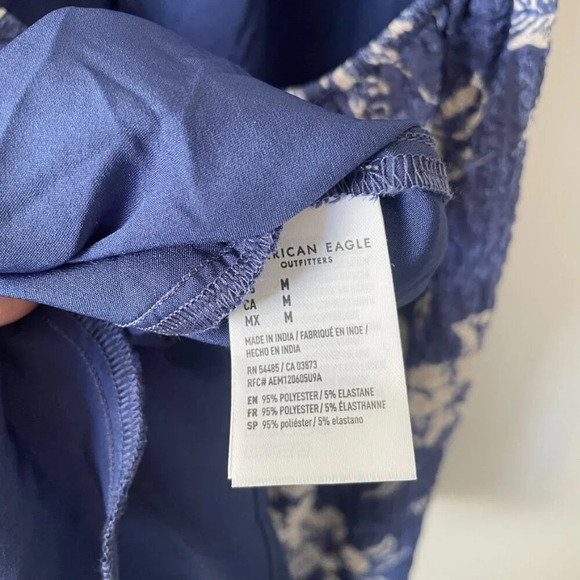 EAGLE
OUTFITTERS
M
CA M
MX M
MADE IN INDIA / FABRIQUÉ EN INDE /
HECHO EN INDIA
RN 54485 / CA 03873
RFC# AEM120605U9A
EN 95% POLYESTER / 5% ELASTANE
FR 95% POLYESTER / 5% ÉLASTHANNE
SP 95% poliéster / 5% elastano